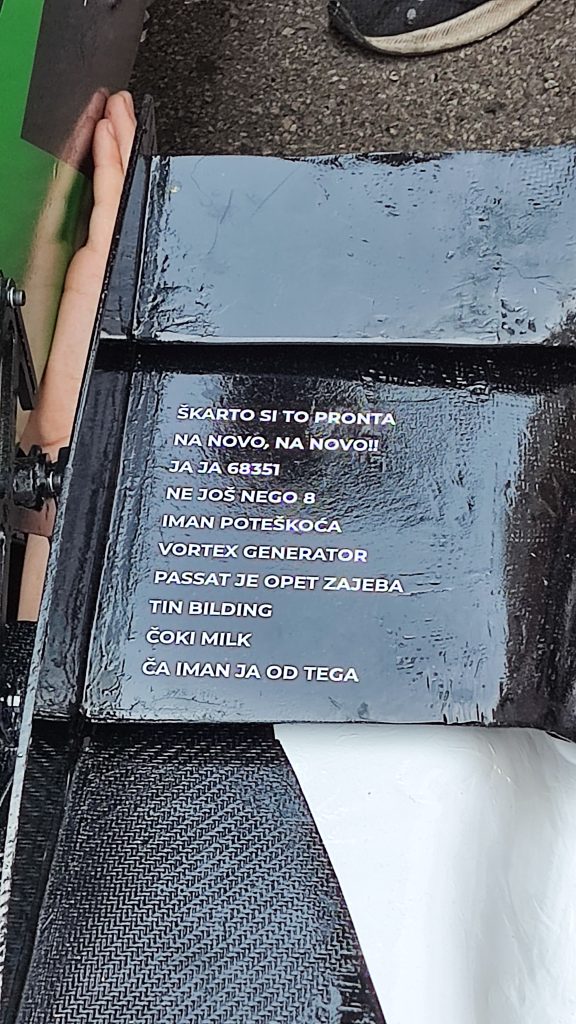 ŠKARTO SI TO PRONTA
NA NOVO, NA NOVO!!
JA JA 68351
NE JOŠ NEGO 8
IMAN POTEŠKOĆA
VORTEX GENERATOR
PASSAT JE OPET ZAJEBA
TIN BILDING
ČOKI MILK
ČA IMAN JA OD TEGA